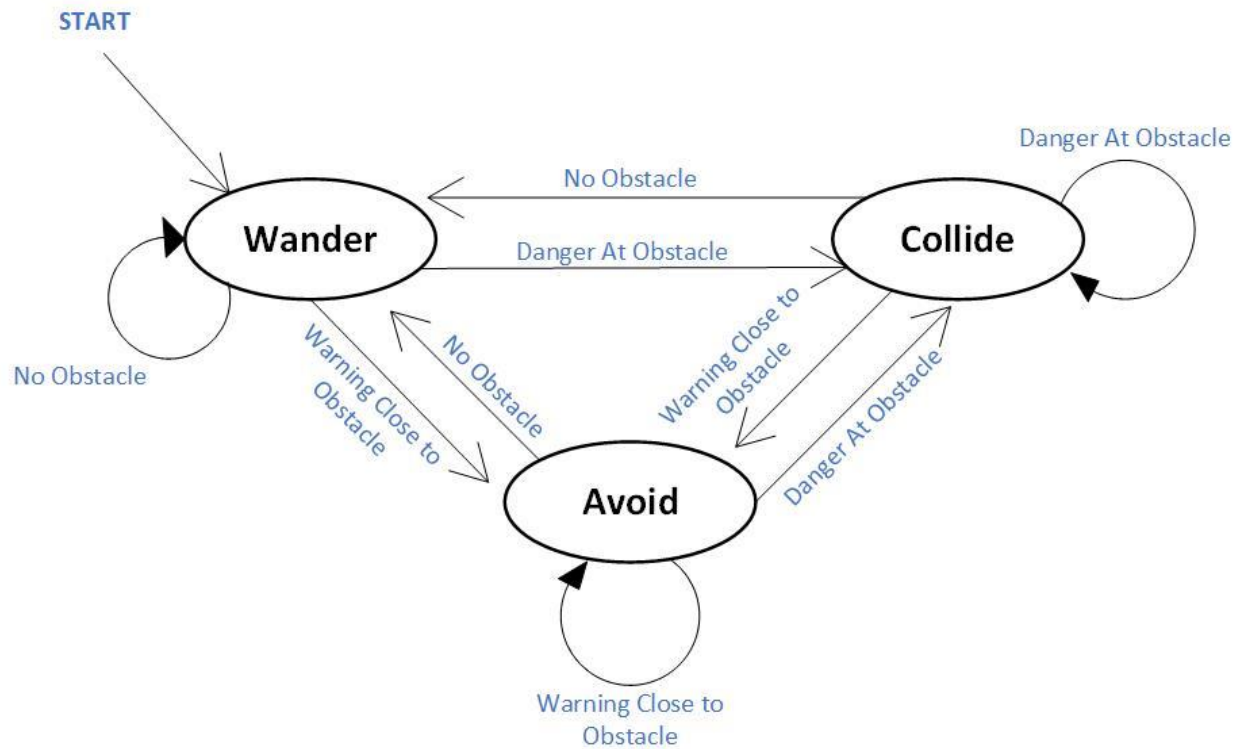 START
Danger At Obstacle
No Obstacle
Wander
Collide
Danger At Obstacle
No Obstacle
Warning Close to
Obstacle
No Obstacle
Warning Close to
Obstacle
Danger At Obstacle
Avoid
Warning Close to
Obstacle